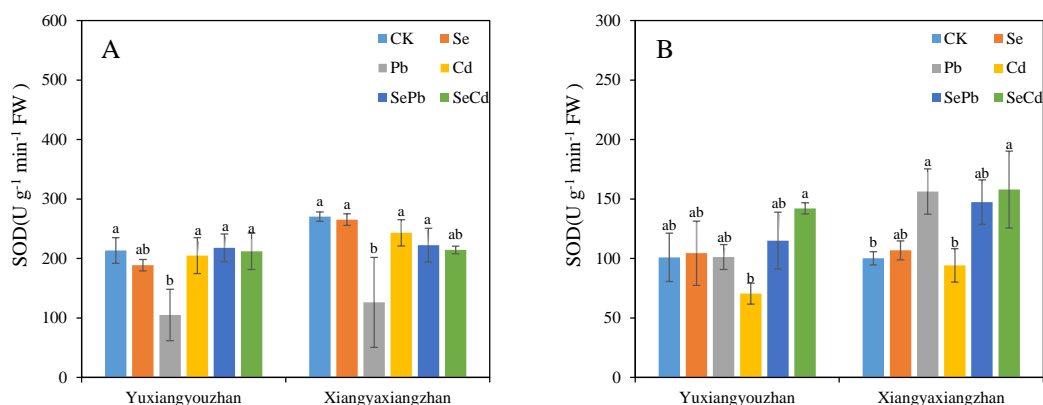 A
SOD(U g-1 min-1 FW )
600
500
400
300
200
100
0
CK Se
Pb Cd
SePb SeCd
a ab b a a a
a a b a a ab
Yuxiangyouzhan Xiangyaxiangzhan
B
SOD(U g-1 min-1 FW )
300
250
200
150
100
50
0
CK Se
Pb Cd
SePb SeCd
ab ab ab b ab a
b ab a b ab a
Yuxiangyouzhan Xiangyaxiangzhan